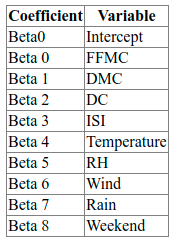 Coefficient Variable
Beta0 Intercept
Beta 0 FFMC
Beta 1 DMC
Beta 2 DC
Beta 3 ISI
Beta 4 Temperature
Beta 5 RH
Beta 6 Wind
Beta 7 Rain
Beta 8 Weekend